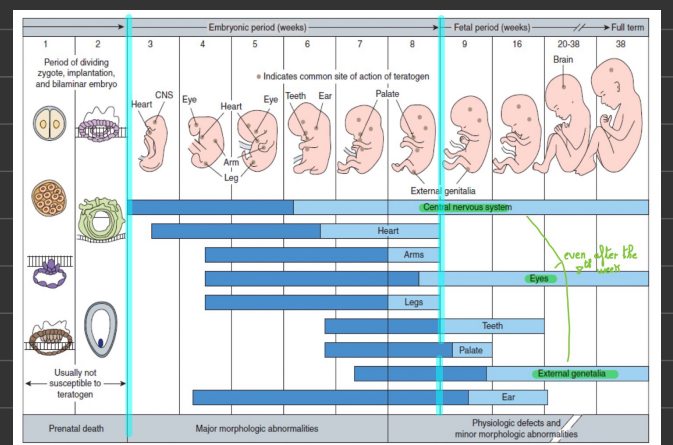 Embryonic period (weeks)
Fetal period (weeks)
Full term
1
2
3
4
5
6
7
8
9
16
20-38
38
Period of dividing
zygote, implantation,
and bilaminar embryo
Indicates common site of action of teratogen
Brain
CNS
Heart
Eye
Heart
Eye
Teeth
Ear
Palate
Arm
Leg
External genitalia
Central nervous system
Heart
Arms
Eyes
Legs
Teeth
Palate
External genetalia
Ear
even after the
8th week
Usually not
susceptible to
teratogen
Prenatal death
Major morphologic abnormalities
Physiologic defects and
minor morphologic abnormalities